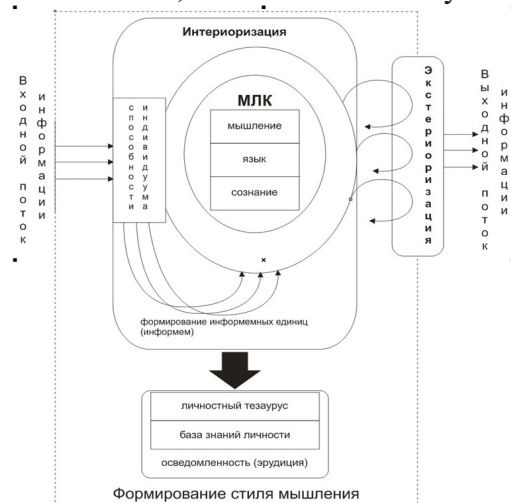 Интериоризация
Входной поток
информации
способности
индивидуума
МЛК
мышление
язык
сознание
Экстериоризация
Выходной поток
информации
формирование информемных единиц
(информем)
личностный тезаурус
база знаний личности
осведомленность (эрудиция)
Формирование стиля мышления